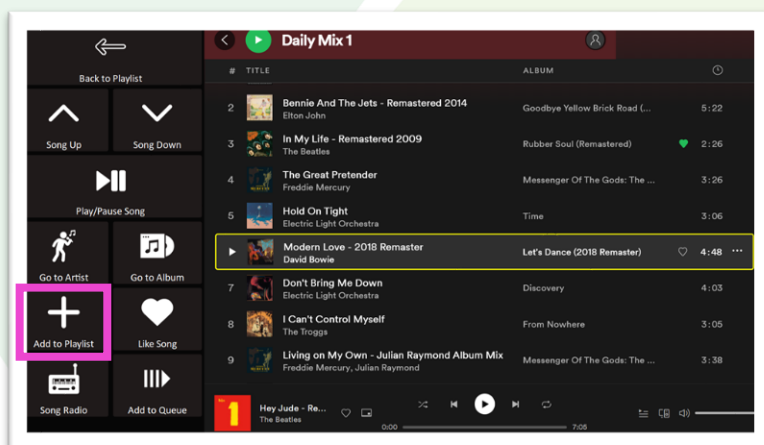 Back to Playlist
Song Up
Song Down
Play/Pause Song
Go to Artist
Go to Album
Add to Playlist
Like Song
Song Radio
Add to Queue
Daily Mix 1
# TITLE ALBUM
2 Bennie And The Jets - Remastered 2014 Goodbye Yellow Brick Road (... 5:22
Elton John
3 In My Life - Remastered 2009 Rubber Soul (Remastered) 2:26
The Beatles
4 The Great Pretender Messenger Of The Gods: The ... 3:26
Freddie Mercury
5 Hold On Tight Time 3:06
Electric Light Orchestra
Modern Love - 2018 Remaster Let's Dance (2018 Remaster) 4:48 ...
David Bowie
7 Don't Bring Me Down Discovery 4:03
Electric Light Orchestra
8 I Can't Control Myself From Nowhere 3:05
The Troggs
9 Living on My Own - Julian Raymond Album Mix Messenger Of The Gods: The ... 3:38
Freddie Mercury, Julian Raymond
1
Hey Jude - Re...
The Beatles
0:00 7:05